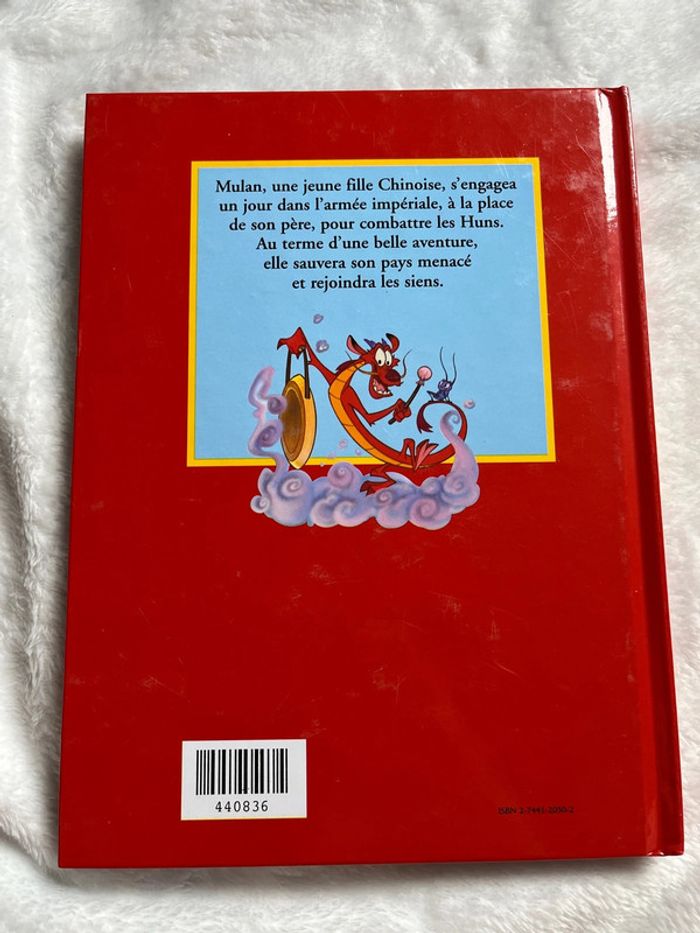 Mulan, une jeune fille Chinoise, s'engagea
un jour dans l'armée impériale, à la place
de son père, pour combattre les Huns.
Au terme d'une belle aventure,
elle sauvera son pays menacé
et rejoindra les siens.
440836
ISBN 2-7441-2030-2